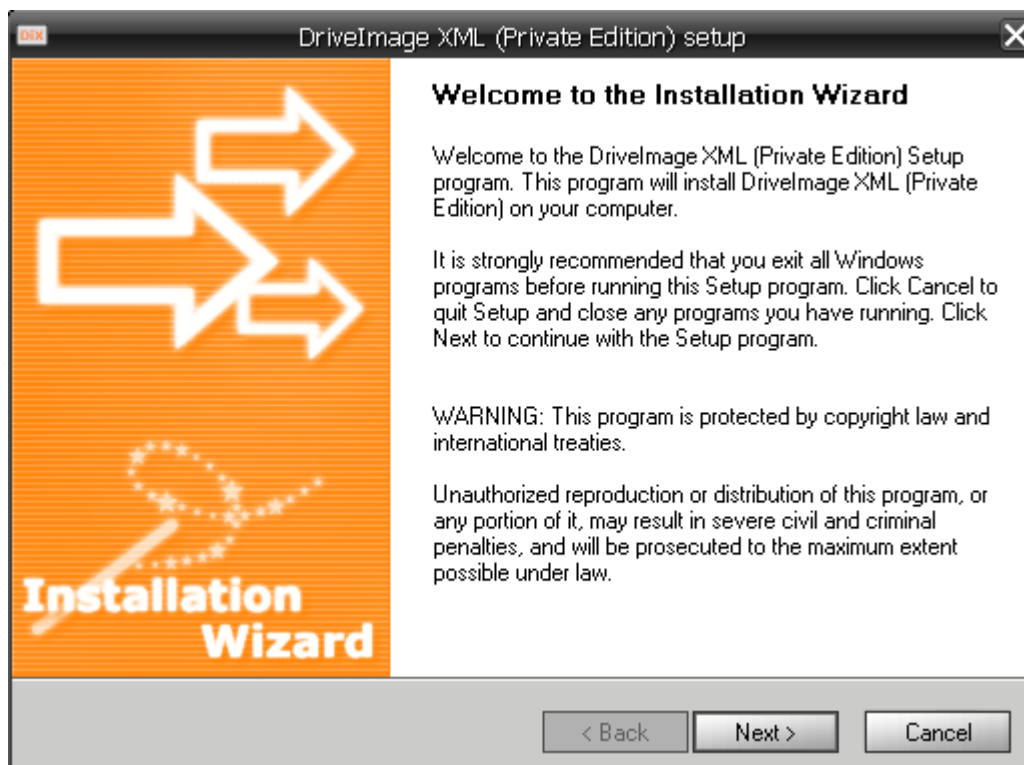 DiX
DriveImage XML (Private Edition) setup
Welcome to the Installation Wizard
Welcome to the DriveImage XML (Private Edition) Setup
program. This program will install DriveImage XML (Private
Edition) on your computer.
It is strongly recommended that you exit all Windows
programs before running this Setup program. Click Cancel to
quit Setup and close any programs you have running. Click
Next to continue with the Setup program.
WARNING: This program is protected by copyright law and
international treaties.
Unauthorized reproduction or distribution of this program, or
any portion of it, may result in severe civil and criminal
penalties, and will be prosecuted to the maximum extent
possible under law.
Installation
Wizard
< Back
Next >
Cancel